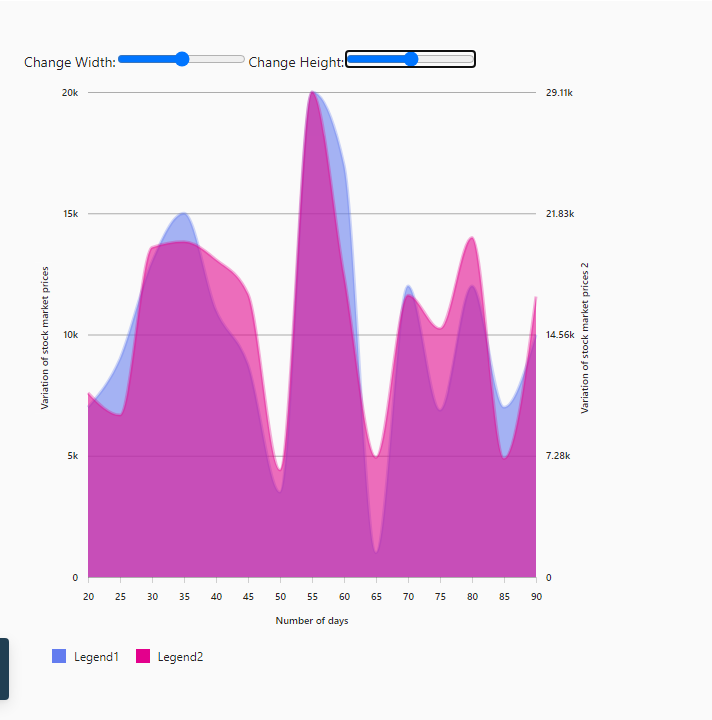 Change Width: Change Height:
20k 29.11k
15k 21.83k
Variation of stock market prices
Variation of stock market prices 2
10k 14.56k
5k 7.28k
0 0
20 25 30 35 40 45 50 55 60 65 70 75 80 85 90
Number of days
Legend1 Legend2